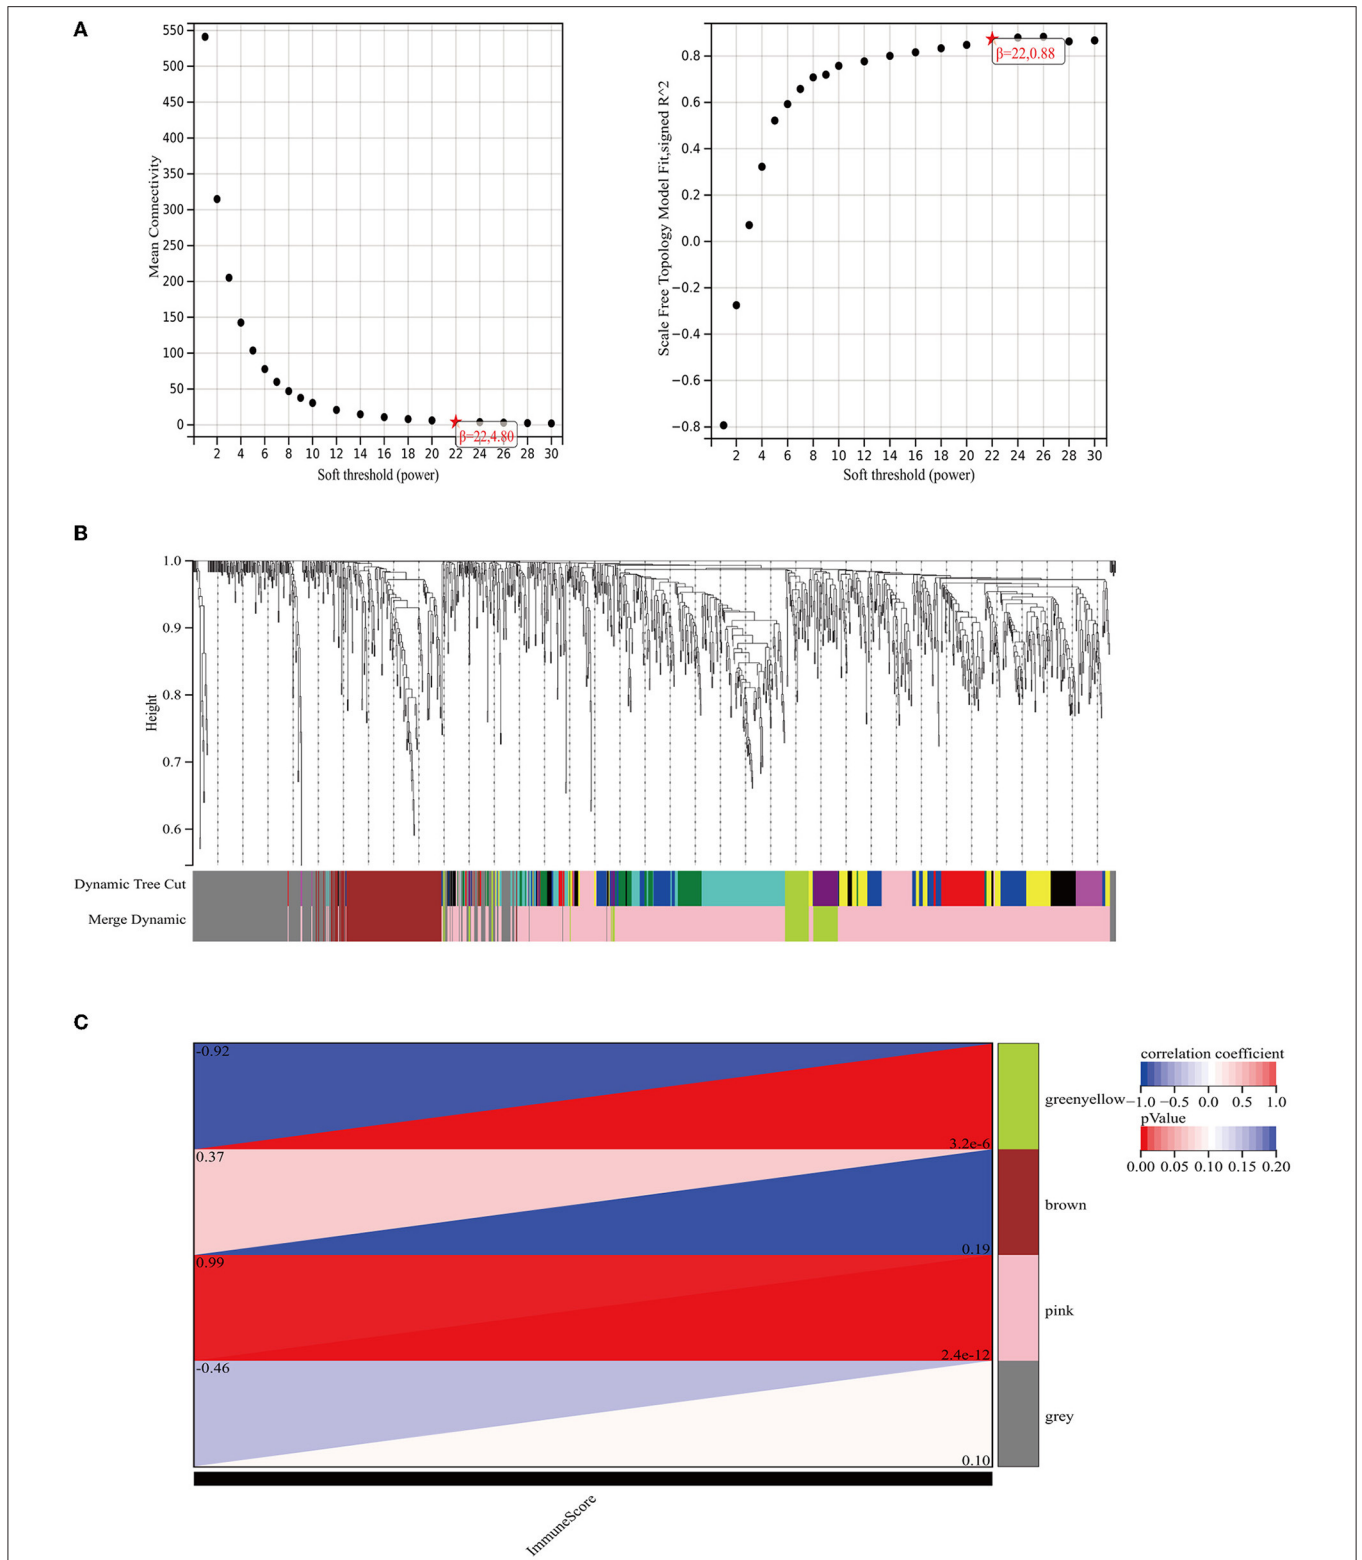 A
550
500
450
400
350
300
250
200
150
100
50
0
Mean Connectivity
β=22,4.80
2 4 6 8 10 12 14 16 18 20 22 24 26 28 30
Soft threshold (power)
0.8
0.6
0.4
0.2
0.0
−0.2
−0.4
−0.6
−0.8
Scale Free Topology Model Fit,signed R^2
β=22,0.88
2 4 6 8 10 12 14 16 18 20 22 24 26 28 30
Soft threshold (power)
B
1.0
0.9
0.8
0.7
0.6
Height
Dynamic Tree Cut
Merge Dynamic
C
-0.92
3.2e-6
greenyellow
0.37
0.19
brown
0.99
2.4e-12
pink
-0.46
0.10
grey
ImmuneScore
correlation coefficient
−1.0 −0.5 0.0 0.5 1.0
pValue
0.00 0.05 0.10 0.15 0.20